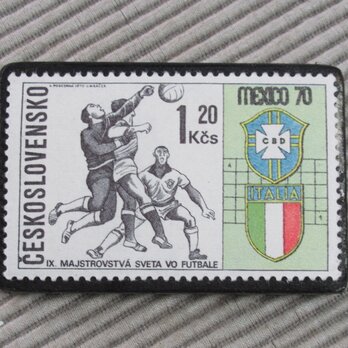 ČESKOSLOVENSKO
1 20
Kčs
MEXICO 70
CBD
ITALIA
IX. MAJSTROVSTVÁ SVETA VO FUTBALE